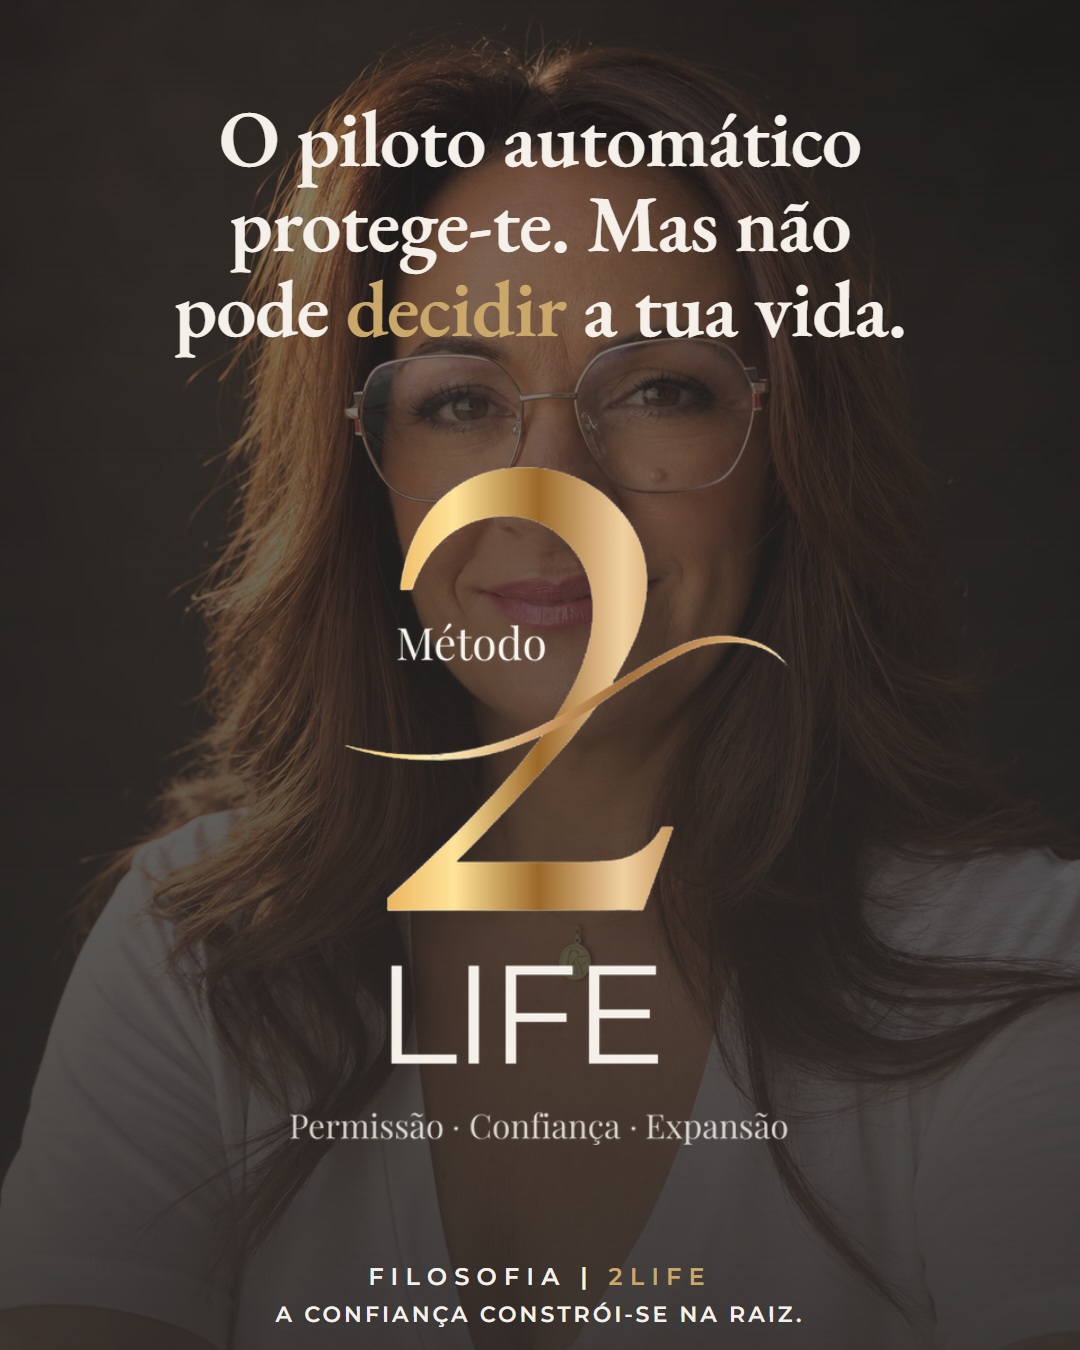 O piloto automático
protege-te. Mas não
pode decidir a tua vida.
Método
2
LIFE
Permissão · Confiança · Expansão
FILOSOFIA | 2LIFE
A CONFIANÇA CONSTRÓI-SE NA RAIZ.